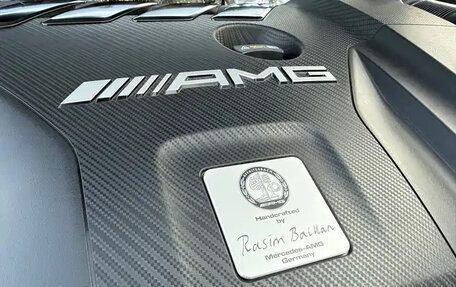 AMG
Handcrafted
by
Rasim Balkan
Mercedes-AMG
Germany